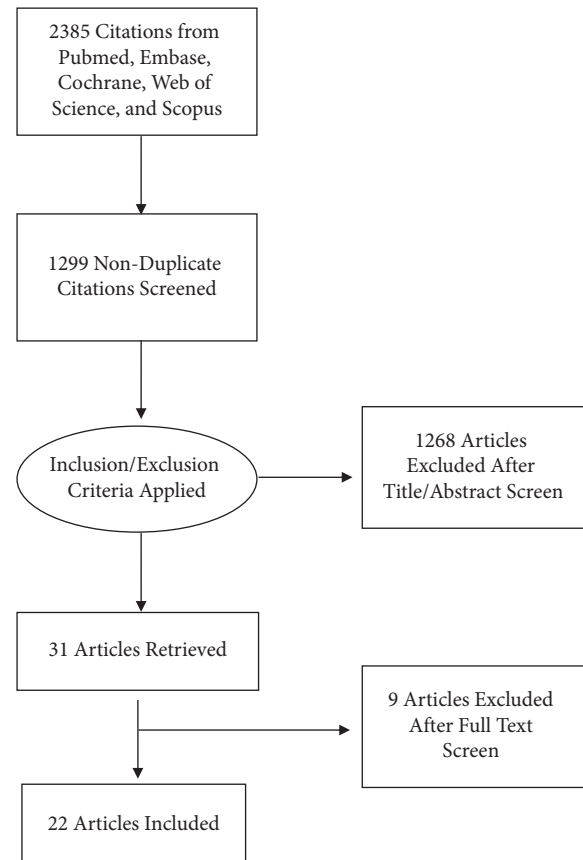 2385 Citations from
Pubmed, Embase,
Cochrane, Web of
Science, and Scopus
1299 Non-Duplicate
Citations Screened
Inclusion/Exclusion
Criteria Applied
1268 Articles
Excluded After
Title/Abstract Screen
31 Articles Retrieved
9 Articles Excluded
After Full Text
Screen
22 Articles Included